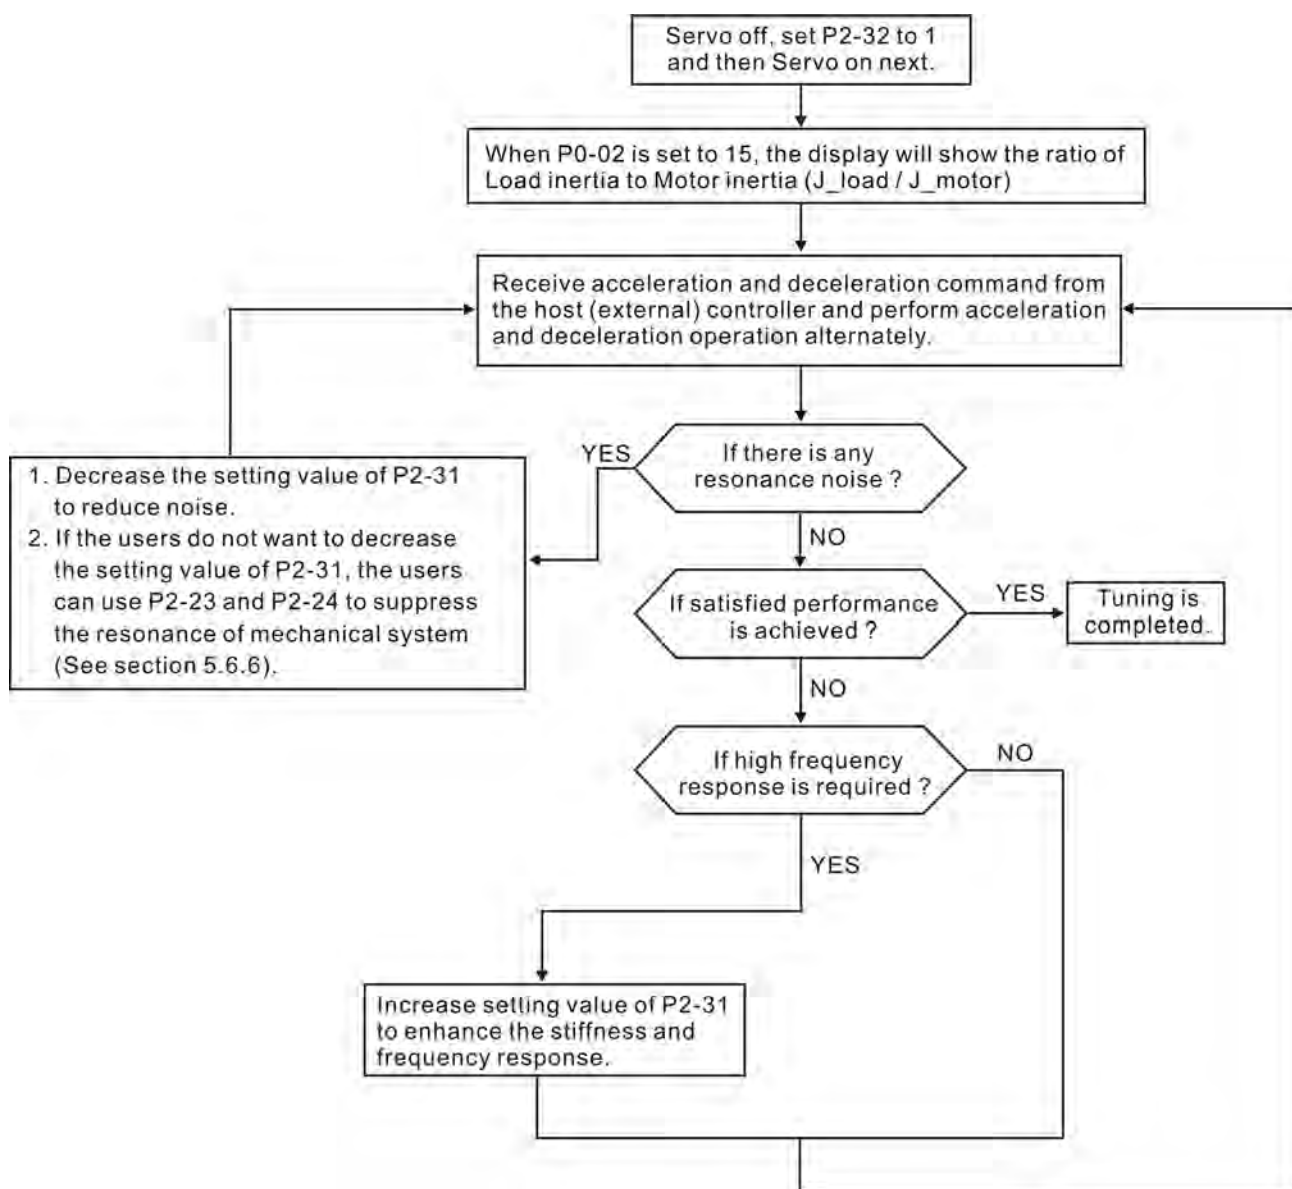 Servo off, set P2-32 to 1
and then Servo on next.
When P0-02 is set to 15, the display will show the ratio of
Load inertia to Motor inertia (J_load / J_motor)
Receive acceleration and deceleration command from
the host (external) controller and perform acceleration
and deceleration operation alternately.
YES
If there is any
resonance noise ?
1. Decrease the setting value of P2-31
to reduce noise.
2. If the users do not want to decrease
the setting value of P2-31, the users
can use P2-23 and P2-24 to suppress
the resonance of mechanical system
(See section 5.6.6).
NO
If satisfied performance
is achieved ?
YES
Tuning is
completed.
NO
If high frequency
response is required ?
NO
YES
Increase setting value of P2-31
to enhance the stiffness and
frequency response.